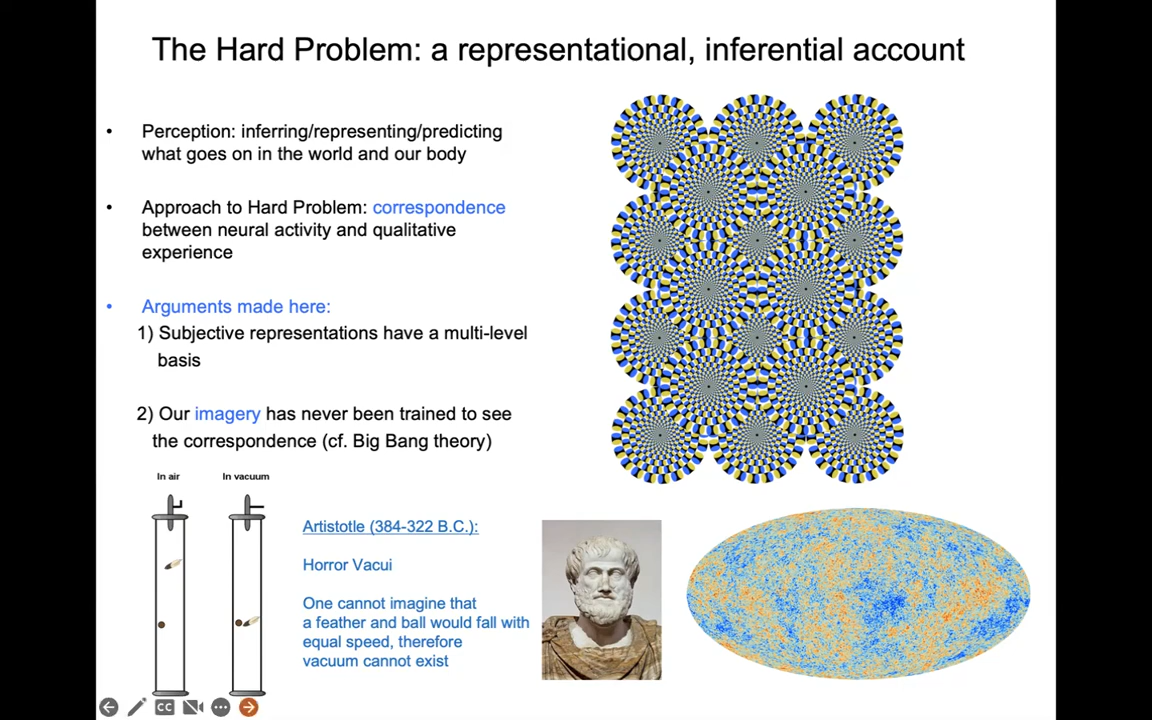 The Hard Problem: a representational, inferential account
• Perception: inferring/representing/predicting
what goes on in the world and our body
• Approach to Hard Problem: correspondence
between neural activity and qualitative
experience
• Arguments made here:
1) Subjective representations have a multi-level
basis
2) Our imagery has never been trained to see
the correspondence (cf. Big Bang theory)
In air
In vacuum
Artistotle (384-322 B.C.):
Horror Vacui
One cannot imagine that
a feather and ball would fall with
equal speed, therefore
vacuum cannot exist
CC